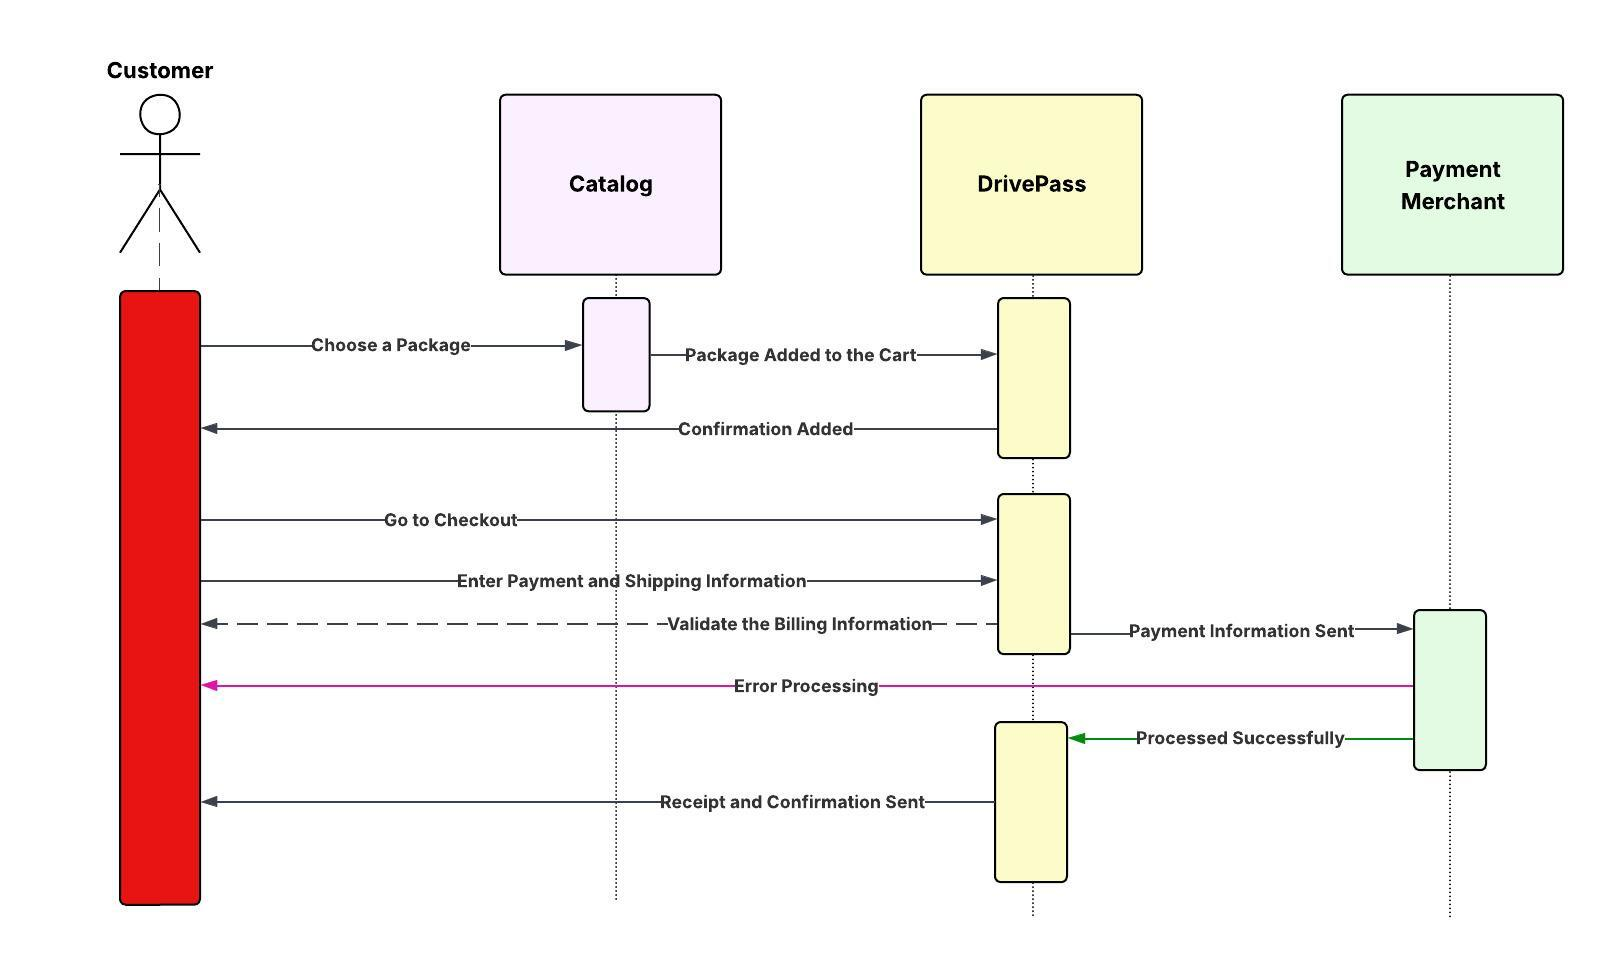 Customer
Catalog
DrivePass
Payment
Merchant
Choose a Package
Package Added to the Cart
Confirmation Added
Go to Checkout
Enter Payment and Shipping Information
Validate the Billing Information
Payment Information Sent
Error Processing
Processed Successfully
Receipt and Confirmation Sent